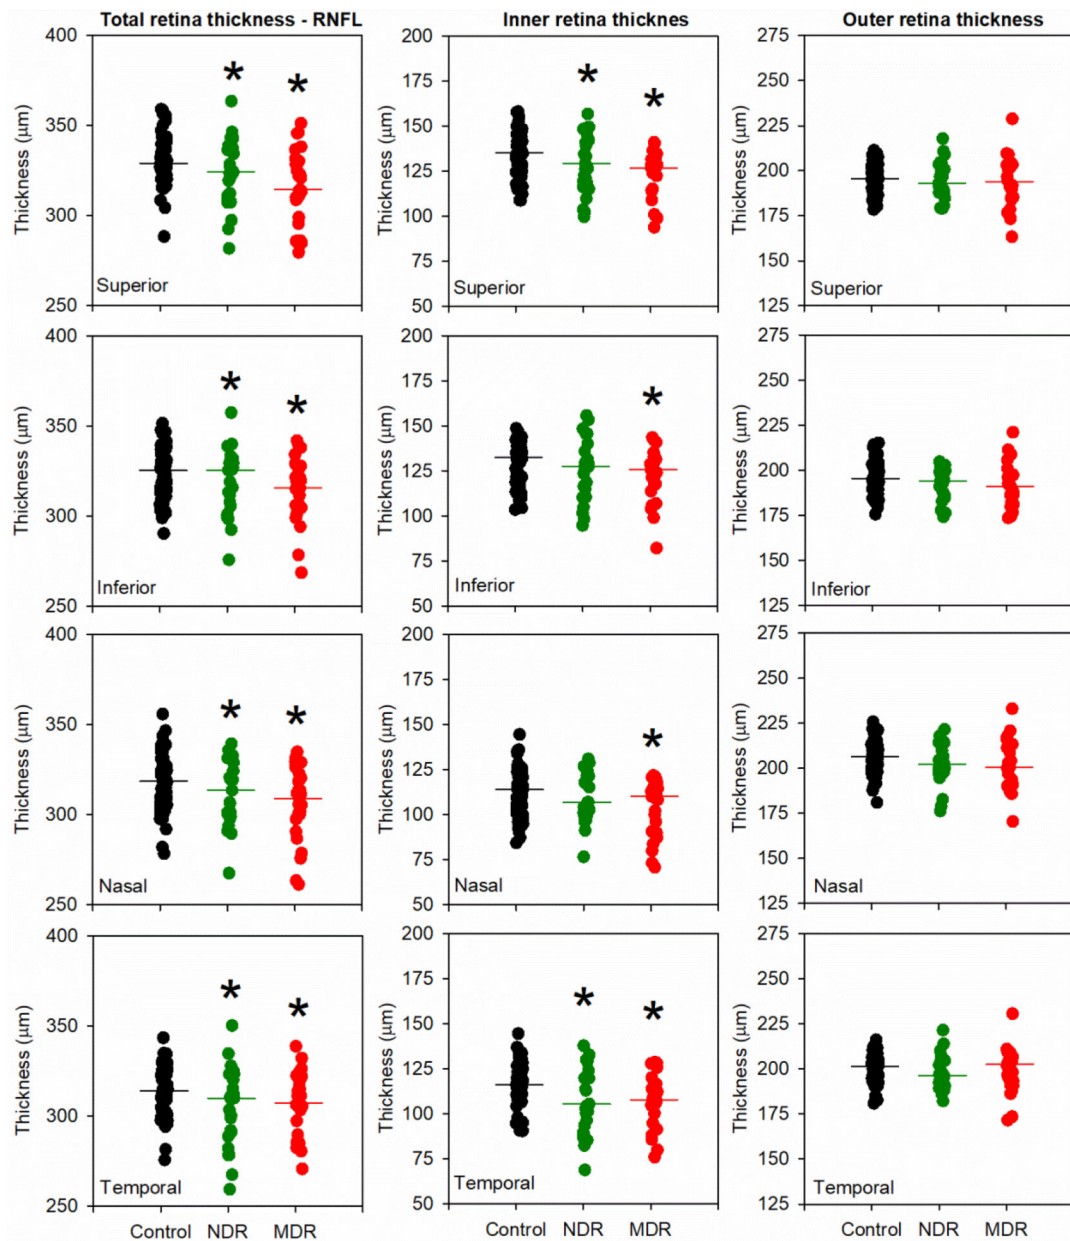 Total retina thickness - RNFL
Inner retina thicknes
Outer retina thickness
400
350
300
250
Thickness (μm)
*
*
Superior
200
175
150
125
100
75
50
Thickness (μm)
*
*
Superior
275
250
225
200
175
150
125
Thickness (μm)
Superior
400
350
300
250
Thickness (μm)
*
*
Inferior
200
175
150
125
100
75
50
Thickness (μm)
*
Inferior
275
250
225
200
175
150
125
Thickness (μm)
Inferior
400
350
300
250
Thickness (μm)
*
*
Nasal
200
175
150
125
100
75
50
Thickness (μm)
*
Nasal
275
250
225
200
175
150
125
Thickness (μm)
Nasal
400
350
300
250
Thickness (μm)
*
*
Temporal
Control NDR MDR
200
175
150
125
100
75
50
Thickness (μm)
*
*
Temporal
Control NDR MDR
275
250
225
200
175
150
125
Thickness (μm)
Temporal
Control NDR MDR